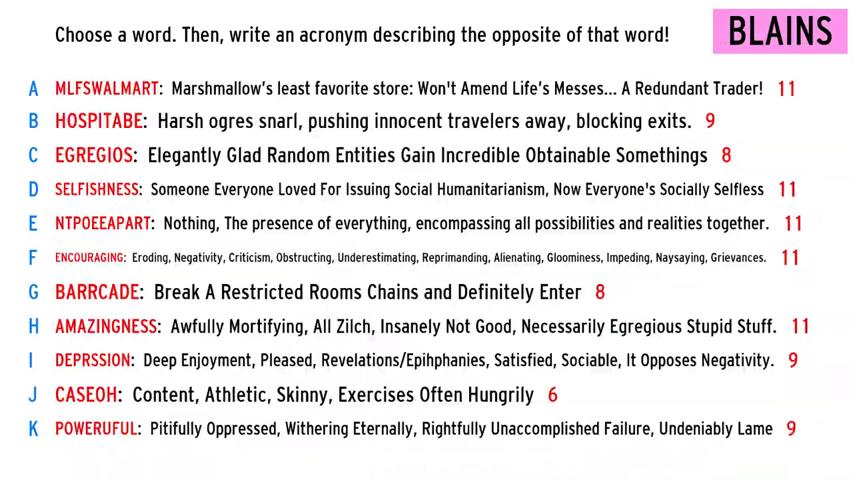 Choose a word. Then, write an acronym describing the opposite of that word!
BLAINS
A MLFSWALMART: Marshmallow's least favorite store: Won't Amend Life's Messes... A Redundant Trader! 11
B HOSPITABE: Harsh ogres snarl, pushing innocent travelers away, blocking exits. 9
C EGREGIOS: Elegantly Glad Random Entities Gain Incredible Obtainable Somethings 8
D SELFISHNESS: Someone Everyone Loved For Issuing Social Humanitarianism, Now Everyone's Socially Selfless 11
E NTPOEEAPART: Nothing, The presence of everything, encompassing all possibilities and realities together. 11
F ENCOURAGING: Eroding, Negativity, Criticism, Obstructing, Underestimating, Reprimanding, Alienating, Gloominess, Impeding, Naysaying, Grievances. 11
G BARRCADE: Break A Restricted Rooms Chains and Definitely Enter 8
H AMAZINGNESS: Awfully Mortifying, All Zilch, Insanely Not Good, Necessarily Egregious Stupid Stuff. 11
I DEPRSSION: Deep Enjoyment, Pleased, Revelations/Epihphanies, Satisfied, Sociable, It Opposes Negativity. 9
J CASEOH: Content, Athletic, Skinny, Exercises Often Hungrily 6
K POWERUFUL: Pitifully Oppressed, Withering Eternally, Rightfully Unaccomplished Failure, Undeniably Lame 9